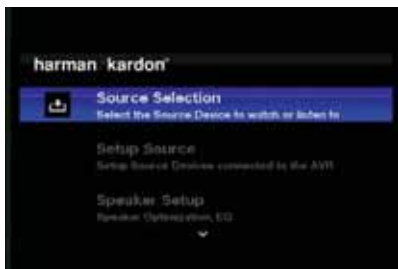 harman kardon®
Source Selection
Select the Source Device to watch or listen to
Setup Source
Setup Source Devices connected to the AVR
Speaker Setup
Speaker Optimization, EQ